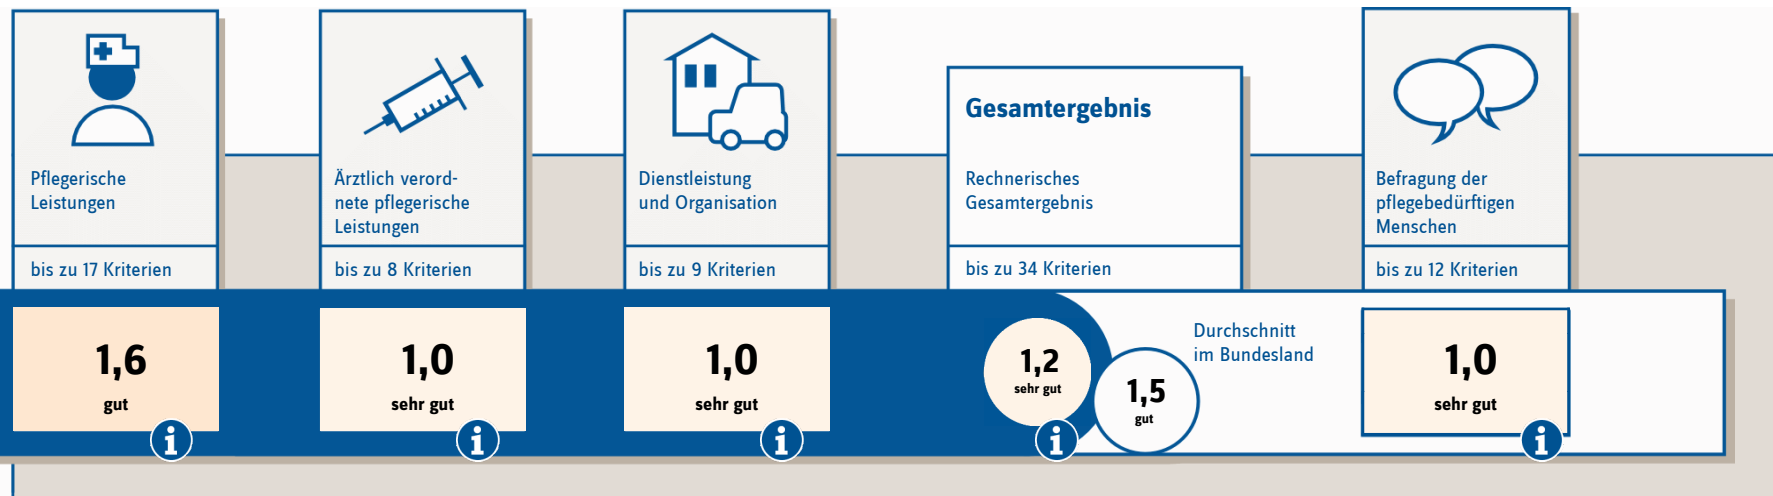 Pflegerische
Leistungen
bis zu 17 Kriterien
1,6
gut
i
Ärztlich verord-
nete pflegerische
Leistungen
bis zu 8 Kriterien
1,0
sehr gut
i
Dienstleistung
und Organisation
bis zu 9 Kriterien
1,0
sehr gut
i
Gesamtergebnis
Rechnerisches
Gesamtergebnis
bis zu 34 Kriterien
1,2
sehr gut
i
1,5
gut
Durchschnitt
im Bundesland
Befragung der
pflegebedürftigen
Menschen
bis zu 12 Kriterien
1,0
sehr gut
i